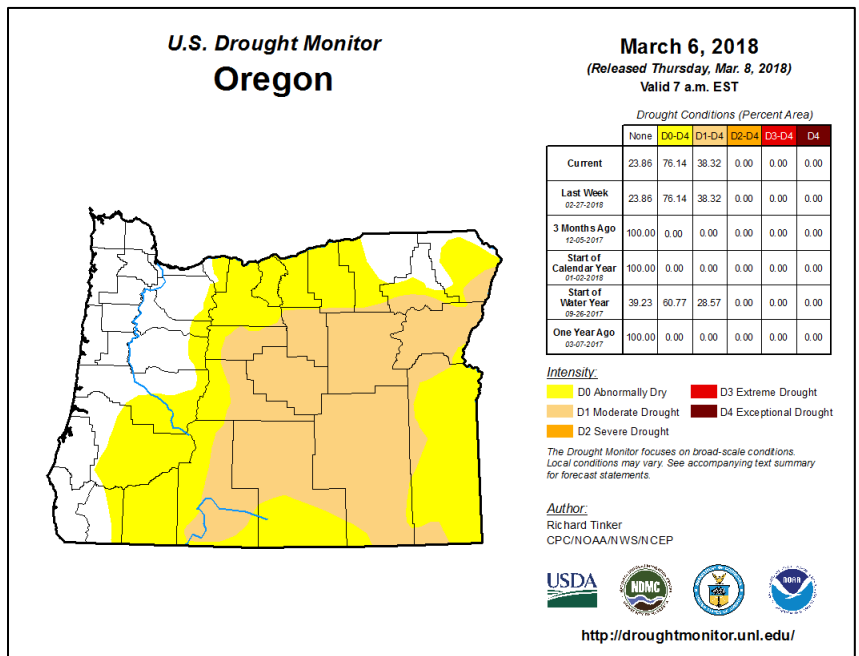 U.S. Drought Monitor
Oregon
March 6, 2018
(Released Thursday, Mar. 8, 2018)
Valid 7 a.m. EST
Drought Conditions (Percent Area)
None D0-D4 D1-D4 D2-D4 D3-D4 D4
Current 23.86 76.14 38.32 0.00 0.00 0.00
Last Week 23.86 76.14 38.32 0.00 0.00 0.00
02-27-2018
3 Months Ago 100.00 0.00 0.00 0.00 0.00 0.00
12-05-2017
Start of
Calendar Year 100.00 0.00 0.00 0.00 0.00 0.00
01-02-2018
Start of
Water Year 39.23 60.77 28.57 0.00 0.00 0.00
09-26-2017
One Year Ago 100.00 0.00 0.00 0.00 0.00 0.00
03-07-2017
Intensity:
D0 Abnormally Dry D3 Extreme Drought
D1 Moderate Drought D4 Exceptional Drought
D2 Severe Drought
The Drought Monitor focuses on broad-scale conditions.
Local conditions may vary. See accompanying text summary
for forecast statements.
Author:
Richard Tinker
CPC/NOAA/NWS/NCEP
USDA NDMC NOAA
http://droughtmonitor.unl.edu/